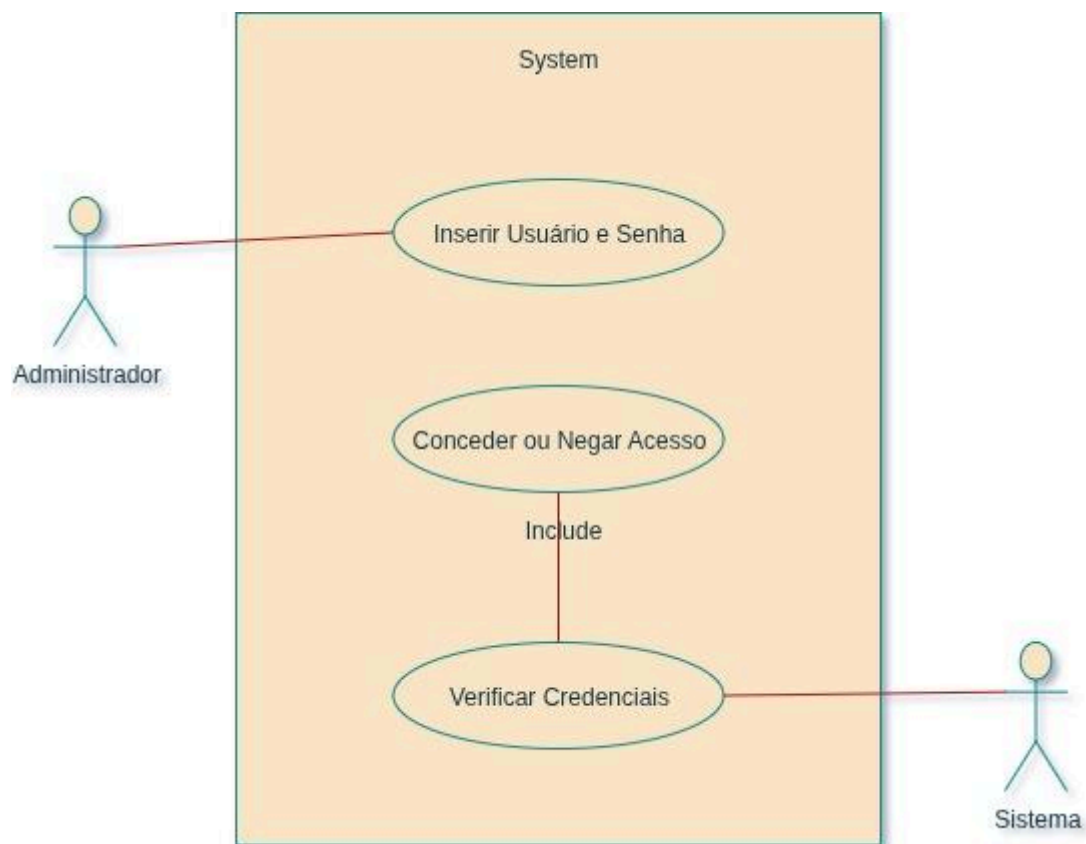 System
Inserir Usuário e Senha
Administrador
Conceder ou Negar Acesso
Include
Verificar Credenciais
Sistema